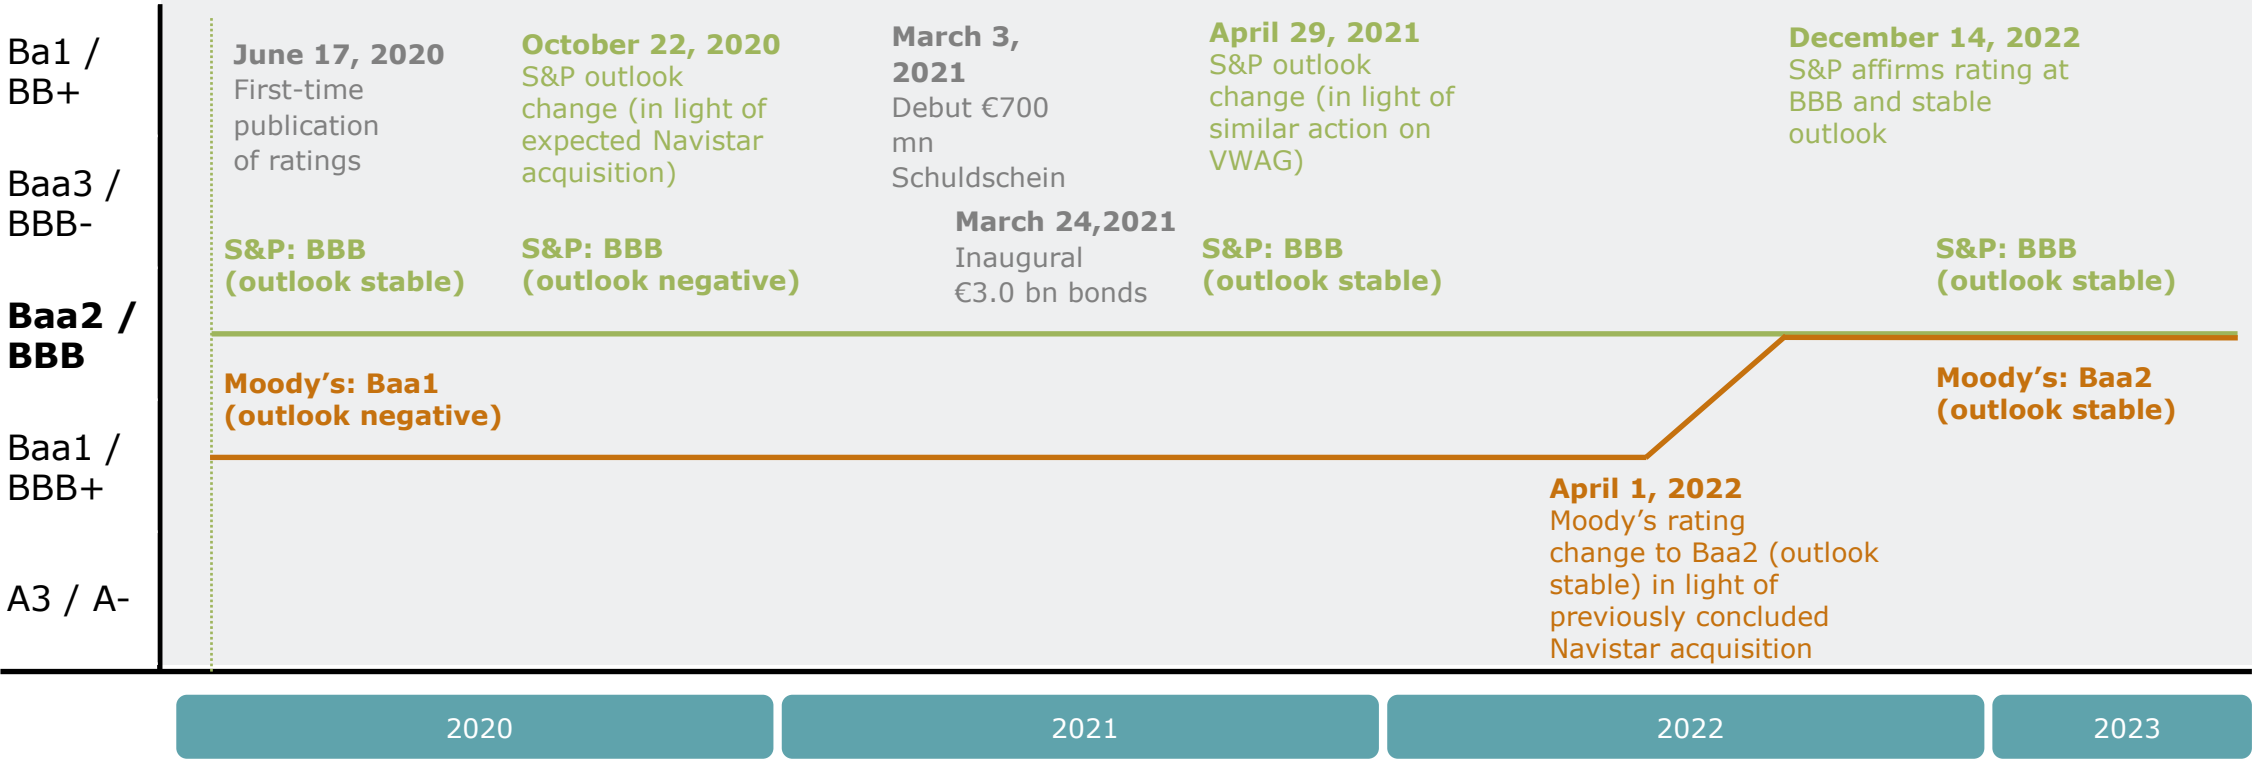 Ba1 /
BB+
Baa3 /
BBB-
Baa2 /
BBB
Baa1 /
BBB+
A3 / A-
June 17, 2020
First-time
publication
of ratings
October 22, 2020
S&P outlook
change (in light of
expected Navistar
acquisition)
March 3,
2021
Debut €700
mn
Schuldschein
March 24,2021
Inaugural
€3.0 bn bonds
April 29, 2021
S&P outlook
change (in light of
similar action on
VWAG)
December 14, 2022
S&P affirms rating at
BBB and stable
outlook
S&P: BBB
(outlook stable)
S&P: BBB
(outlook negative)
S&P: BBB
(outlook stable)
S&P: BBB
(outlook stable)
Moody’s: Baa1
(outlook negative)
Moody’s: Baa2
(outlook stable)
April 1, 2022
Moody’s rating
change to Baa2 (outlook
stable) in light of
previously concluded
Navistar acquisition
2020
2021
2022
2023